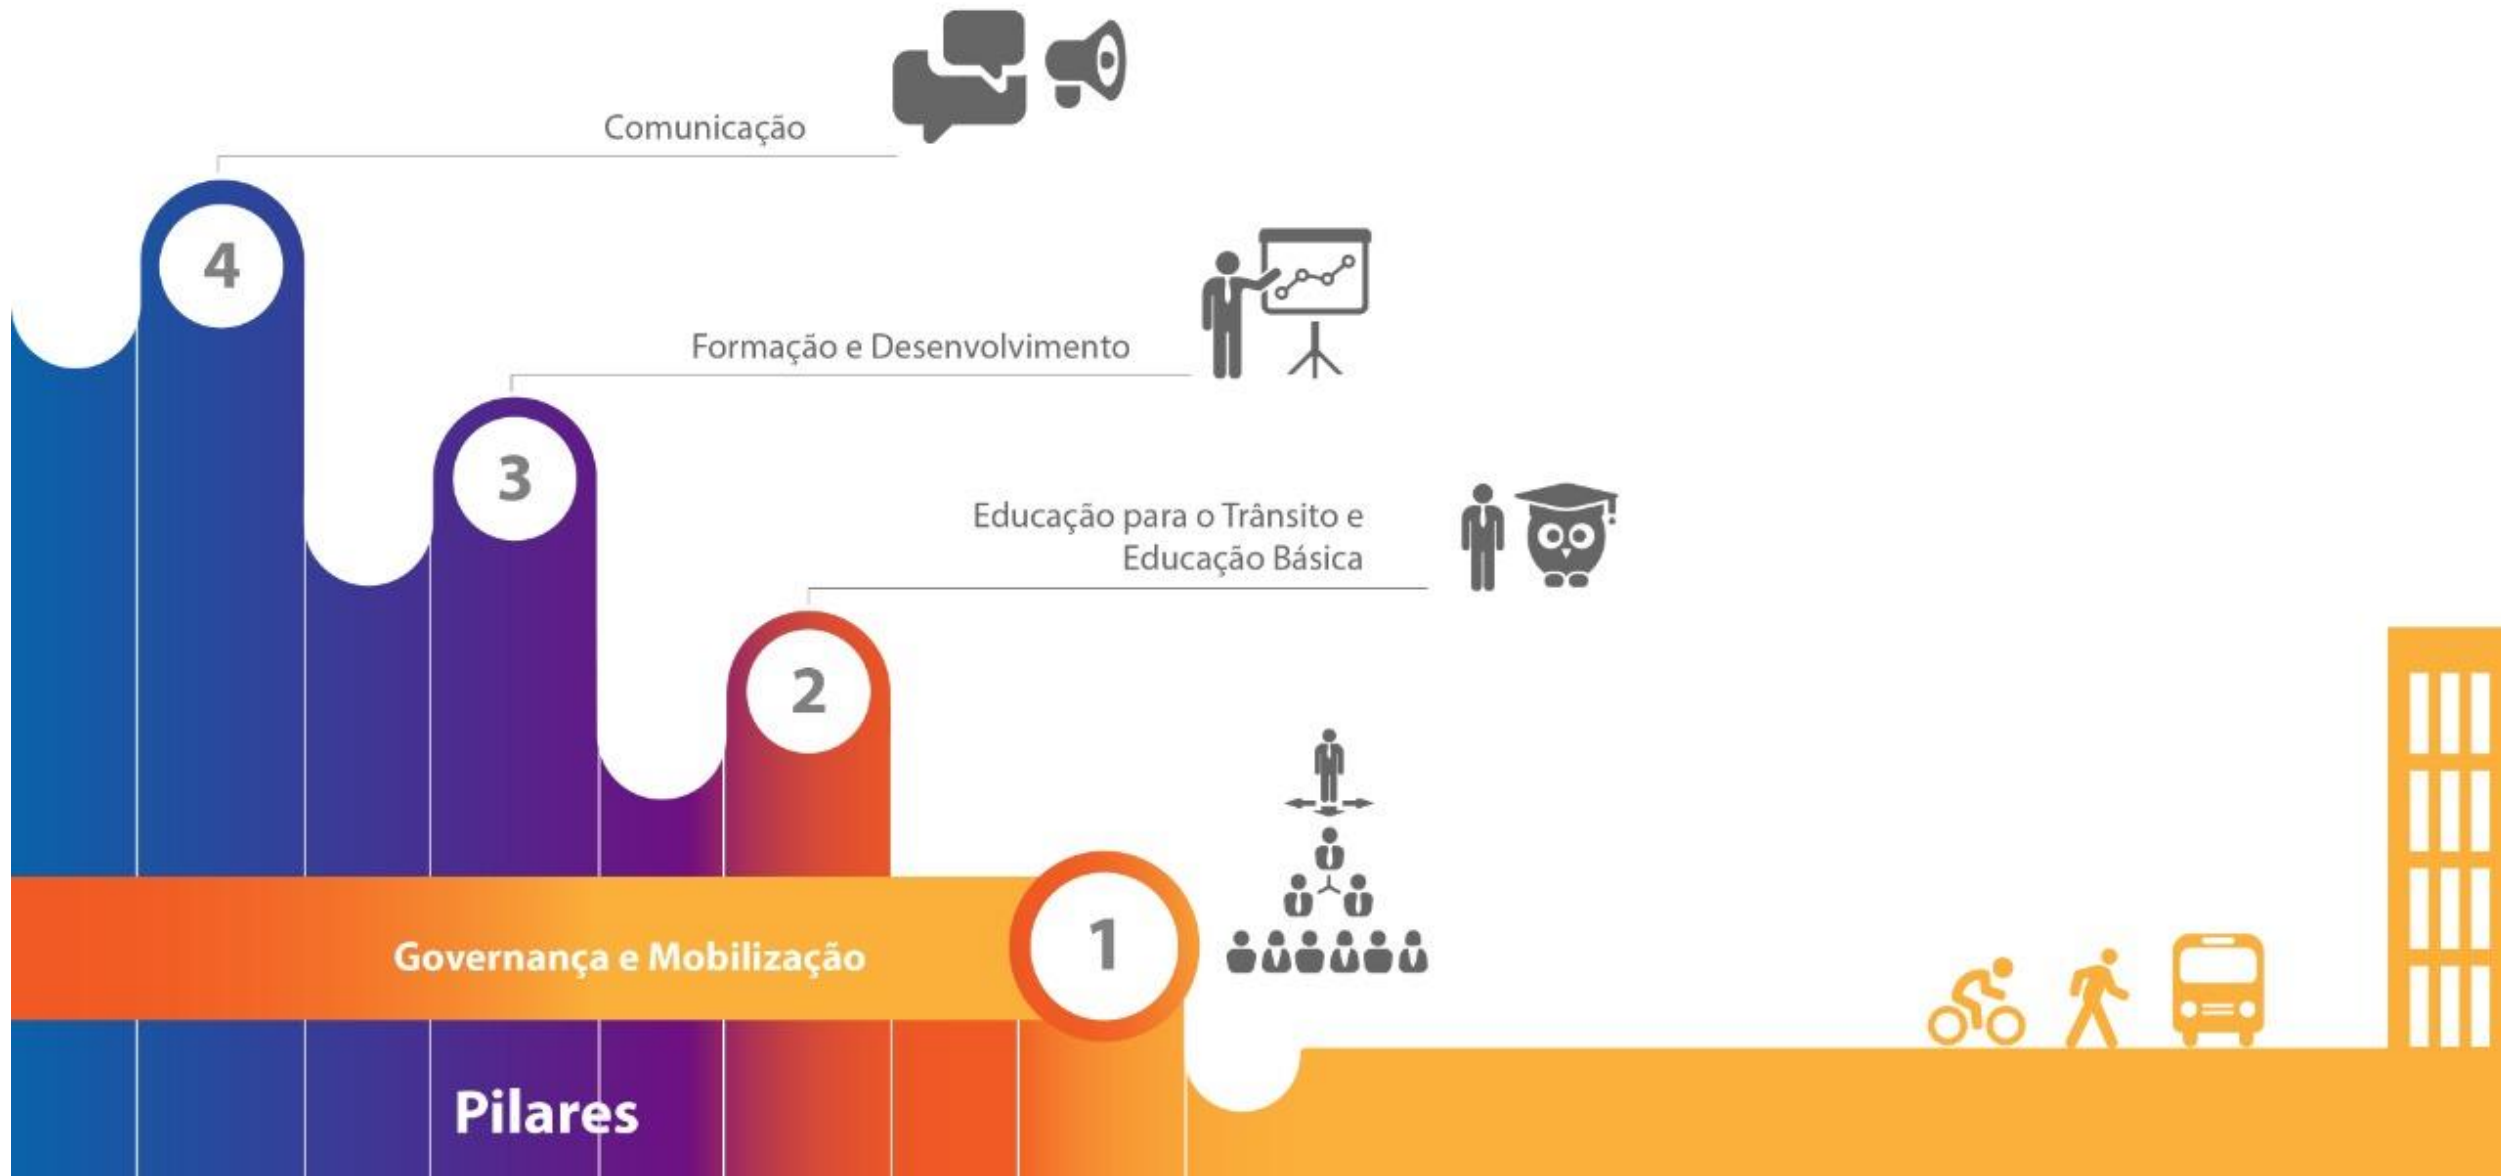 Comunicação
4
Formação e Desenvolvimento
3
Educação para o Trânsito e
Educação Básica
2
Governança e Mobilização
1
Pilares